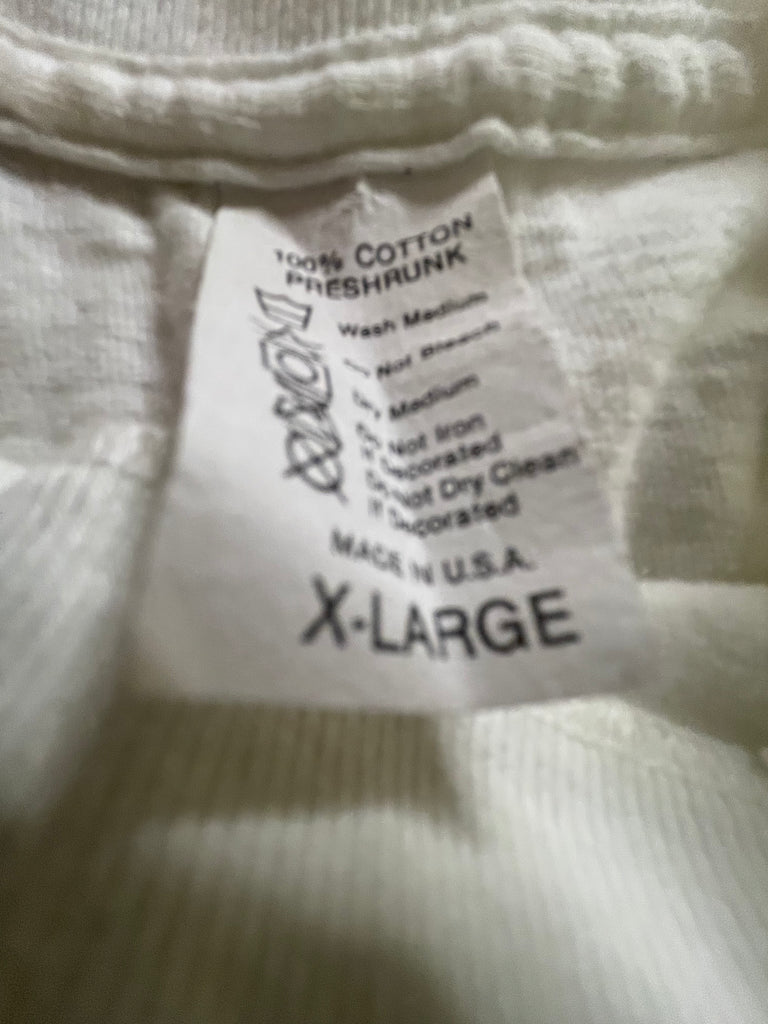 100% COTTON
PRESHRUNK
Wash Medium
Not Bleach
Dry Medium
Do Not Iron
If Decorated
Do Not Dry Clean
If Decorated
MADE IN U.S.A.
X-LARGE